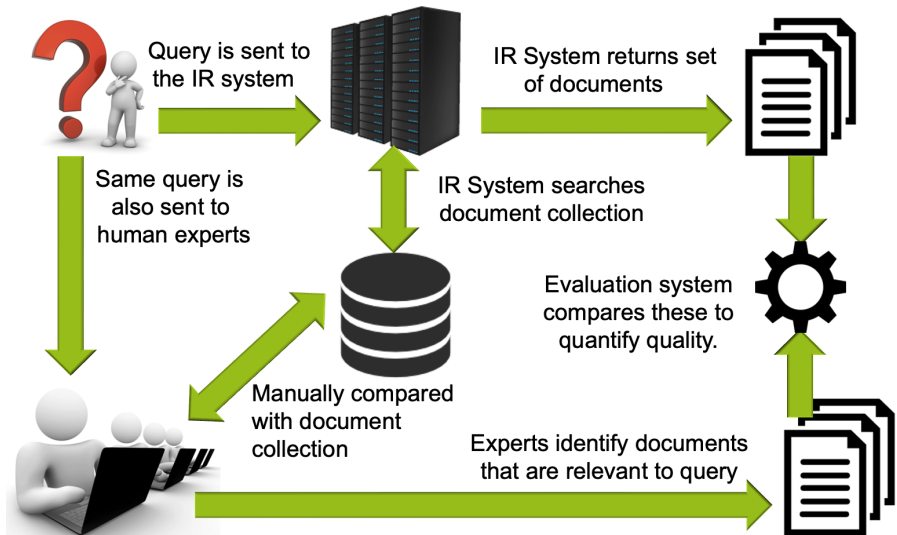 Query is sent to
the IR system
IR System returns set
of documents
Same query is
also sent to
human experts
IR System searches
document collection
Evaluation system
compares these to
quantify quality.
Manually compared
with document
collection
Experts identify documents
that are relevant to query